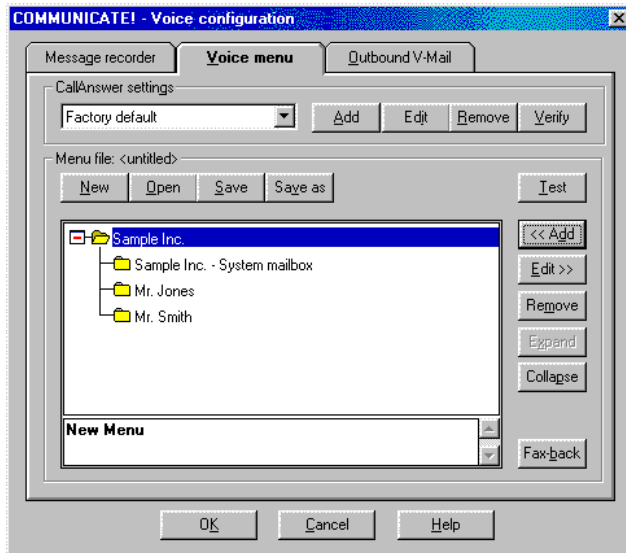 COMMUNICATE! - Voice configuration
Message recorder Voice menu Outbound V-Mail
CallAnswer settings
Factory default Add Edit Remove Verify
Menu file: <untitled>
New Open Save Save as Test
Sample Inc. << Add
Sample Inc. - System mailbox Edit >>
Mr. Jones
Remove
Mr. Smith
Expand
Collapse
New Menu
Fax-back
OK Cancel Help